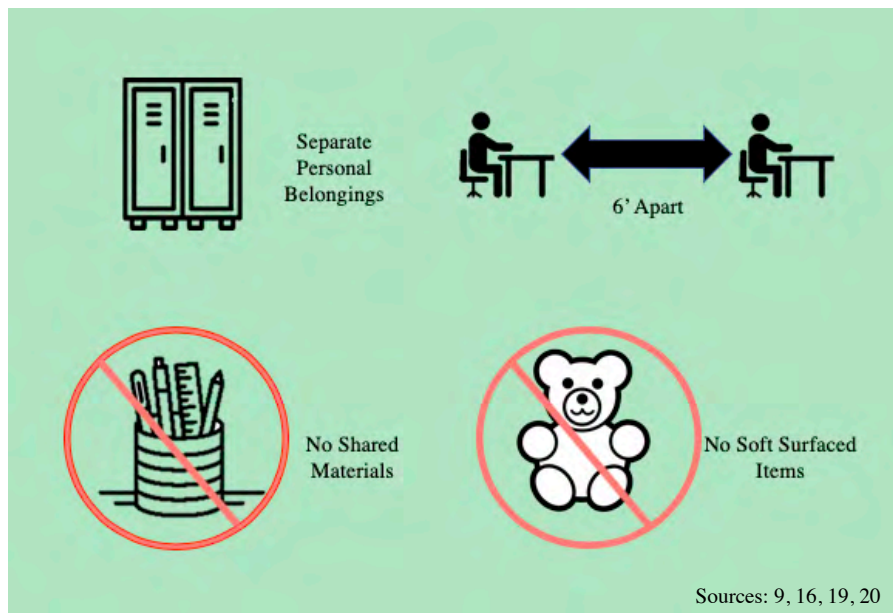 Separate
Personal
Belongings
6' Apart
No Shared
Materials
No Soft Surfaced
Items
Sources: 9, 16, 19, 20